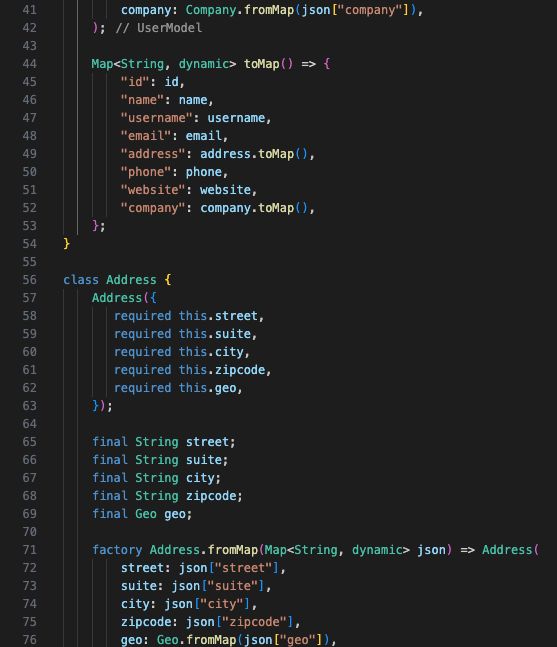 41 company: Company.fromMap(json["company"]),
42 ); // UserModel
43
44 Map<String, dynamic> toMap() => {
45 "id": id,
46 "name": name,
47 "username": username,
48 "email": email,
49 "address": address.toMap(),
50 "phone": phone,
51 "website": website,
52 "company": company.toMap(),
53 };
54 }
55
56 class Address {
57 Address({
58 required this.street,
59 required this.suite,
60 required this.city,
61 required this.zipcode,
62 required this.geo,
63 });
64
65 final String street;
66 final String suite;
67 final String city;
68 final String zipcode;
69 final Geo geo;
70
71 factory Address.fromMap(Map<String, dynamic> json) => Address(
72 street: json["street"],
73 suite: json["suite"],
74 city: json["city"],
75 zipcode: json["zipcode"],
76 geo: Geo.fromMap(json["geo"]),